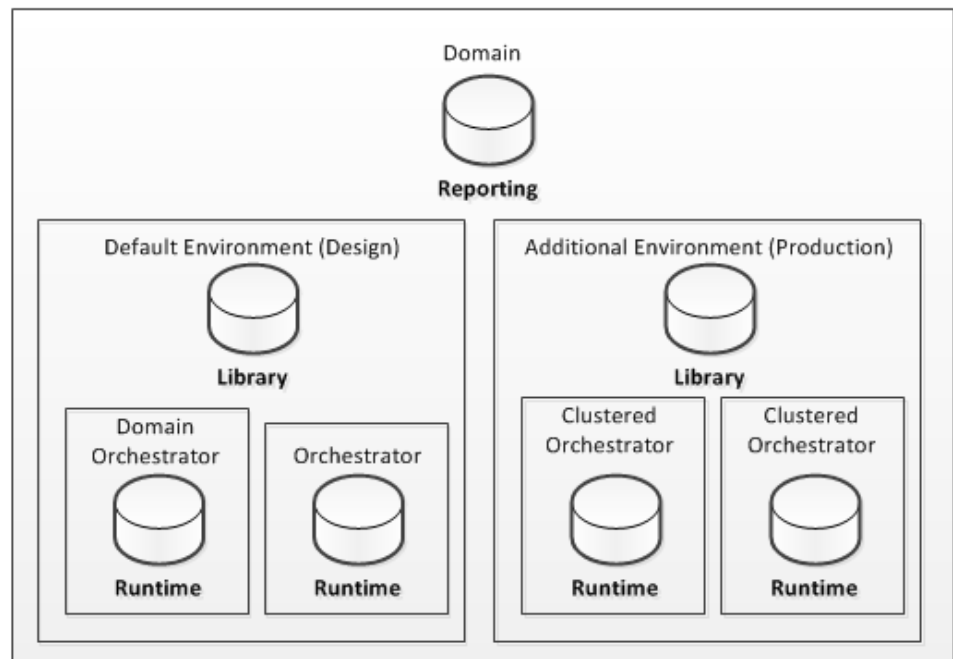 Domain
Reporting
Default Environment (Design)
Library
Domain
Orchestrator
Runtime
Orchestrator
Runtime
Additional Environment (Production)
Library
Clustered
Orchestrator
Runtime
Clustered
Orchestrator
Runtime